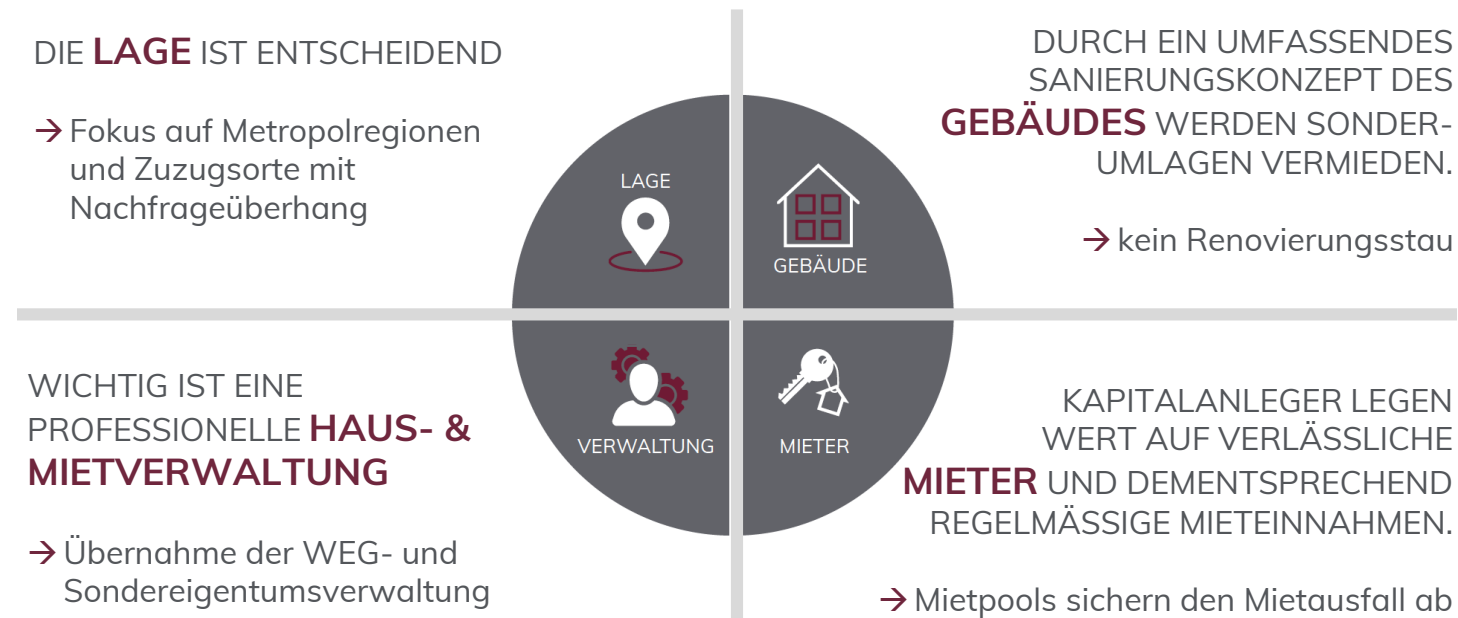 DIE LAGE IST ENTSCHEIDEND
→ Fokus auf Metropolregionen
und Zuzugsorte mit
Nachfrageüberhang
DURCH EIN UMFASSENDES
SANIERUNGSKONZEPT DES
GEBÄUDES WERDEN SONDER-
UMLAGEN VERMIEDEN.
→ kein Renovierungsstau
LAGE
GEBÄUDE
VERWALTUNG
MIETER
WICHTIG IST EINE
PROFESSIONELLE HAUS- &
MIETVERWALTUNG
→ Übernahme der WEG- und
Sondereigentumsverwaltung
KAPITALANLEGER LEGEN
WERT AUF VERLÄSSLICHE
MIETER UND DEMENTSPRECHEND
REGELMÄSSIGE MIETEINNAHMEN.
→ Mietpools sichern den Mietausfall ab